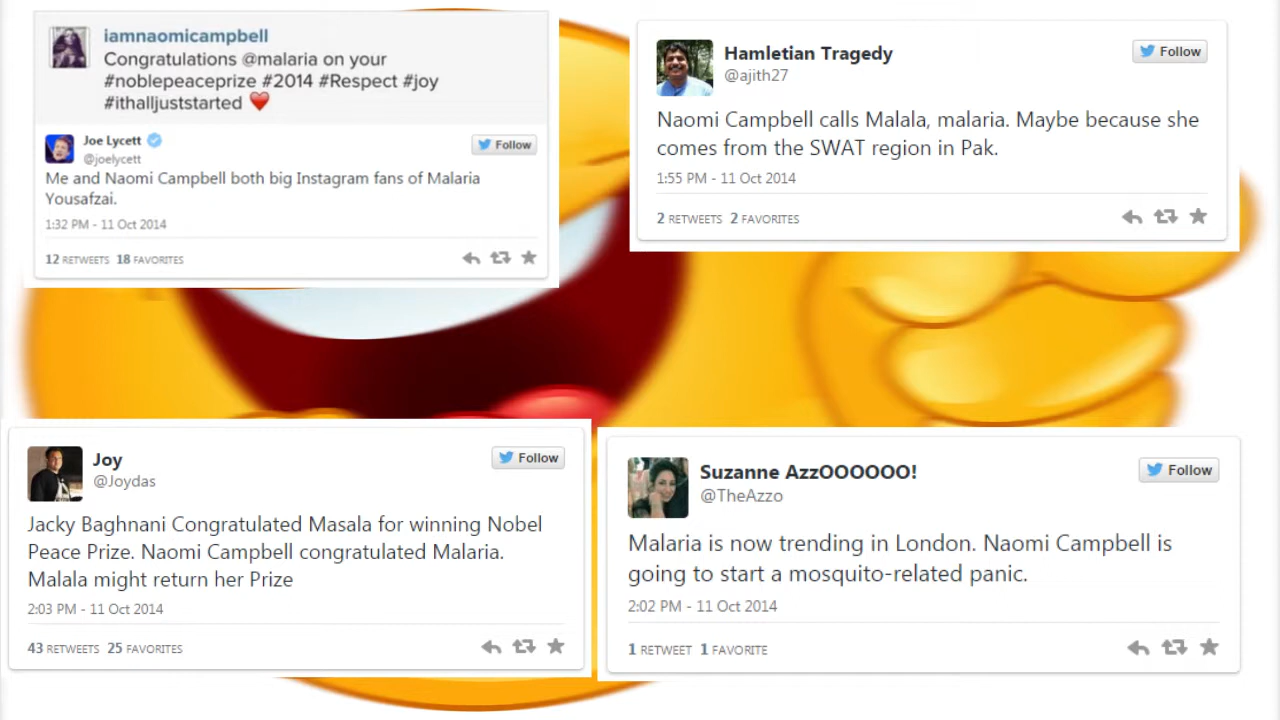 iamnaomicampbell
Congratulations @malaria on your
#noblepeaceprize #2014 #Respect #joy
#ithalljuststarted ❤
Joe Lycett
@joelycett
Follow
Me and Naomi Campbell both big Instagram fans of Malaria
Yousafzai.
1:32 PM - 11 Oct 2014
12 RETWEETS 18 FAVORITES
Hamletian Tragedy
@ajith27
Follow
Naomi Campbell calls Malala, malaria. Maybe because she
comes from the SWAT region in Pak.
1:55 PM - 11 Oct 2014
2 RETWEETS 2 FAVORITES
Joy
@Joydas
Follow
Jacky Baghnani Congratulated Masala for winning Nobel
Peace Prize. Naomi Campbell congratulated Malaria.
Malala might return her Prize
2:03 PM - 11 Oct 2014
43 RETWEETS 25 FAVORITES
Suzanne AzzOOOOOO!
@TheAzzo
Follow
Malaria is now trending in London. Naomi Campbell is
going to start a mosquito-related panic.
2:02 PM - 11 Oct 2014
1 RETWEET 1 FAVORITE